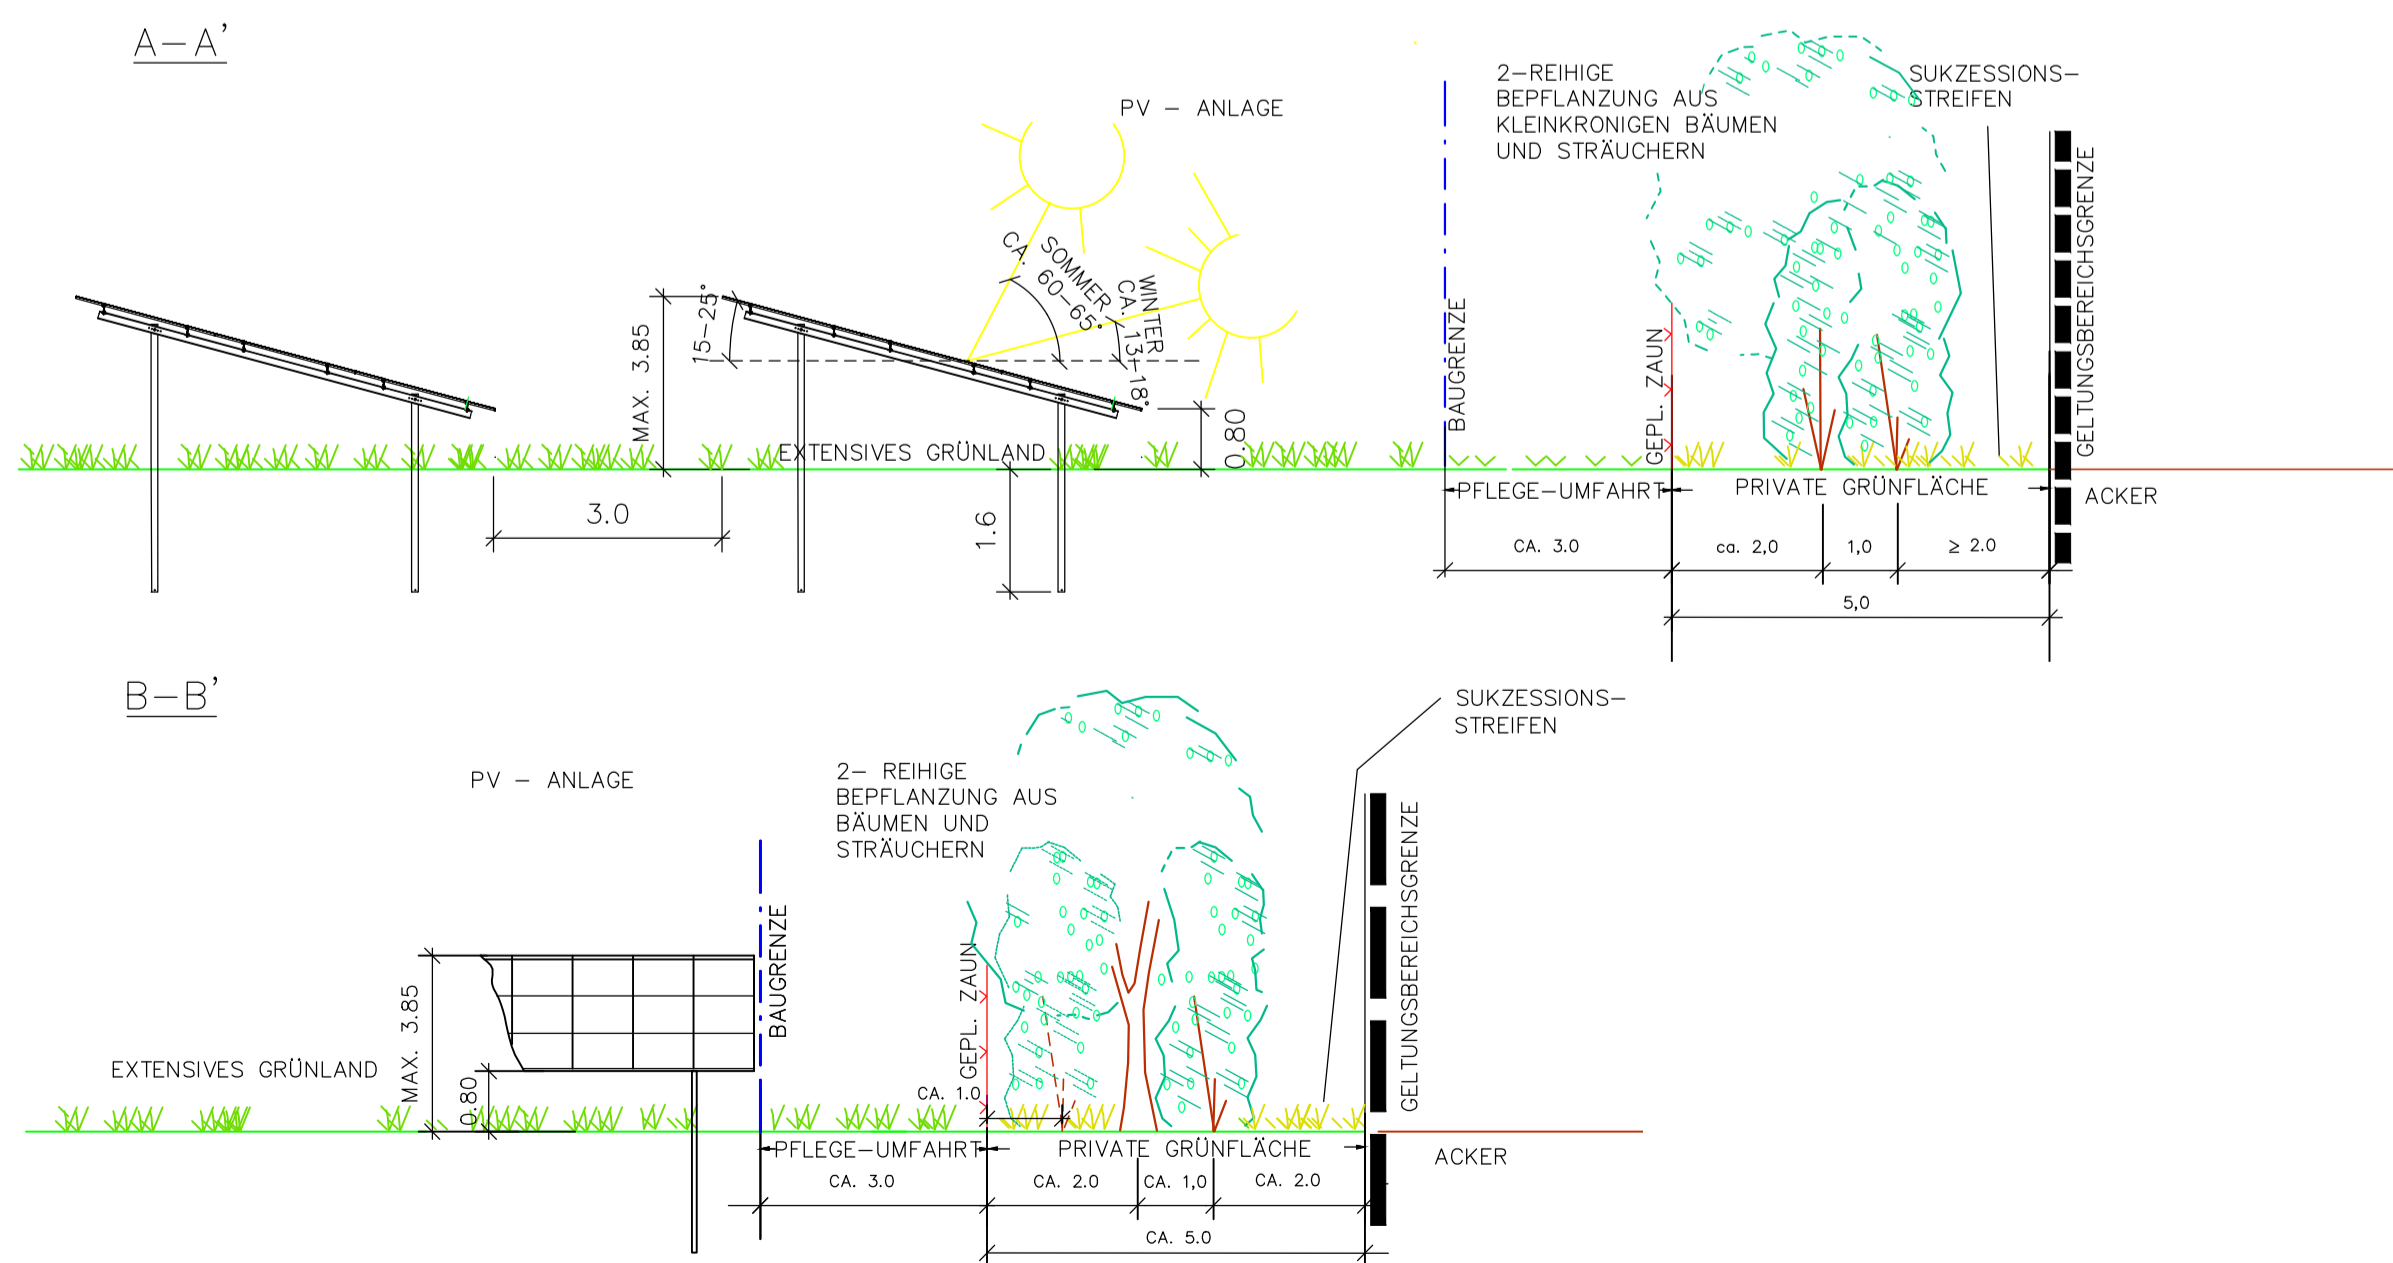 A–A'
PV – ANLAGE
2–REIHIGE
BEPFLANZUNG AUS
KLEINKRONIGEN BÄUMEN
UND STRÄUCHERN
SUKZESSIONS–
STREIFEN
GELTUNGSBEREICHSGRENZE
BAUGRENZE
GEPL. ZAUN
MAX. 3.85
15–25°
SOMMER
CA. 60–65°
WINTER
CA. 13–18°
0.80
EXTENSIVES GRÜNLAND
3.0
1.6
PFLEGE–UMFAHRT
PRIVATE GRÜNFLÄCHE
ACKER
CA. 3.0
ca. 2,0
1,0
≥ 2.0
5,0
B–B'
PV – ANLAGE
2– REIHIGE
BEPFLANZUNG AUS
BÄUMEN UND
STRÄUCHERN
SUKZESSIONS–
STREIFEN
GELTUNGSBEREICHSGRENZE
BAUGRENZE
GEPL. ZAUN
EXTENSIVES GRÜNLAND
MAX. 3.85
0.80
CA. 1.0
PFLEGE–UMFAHRT
PRIVATE GRÜNFLÄCHE
ACKER
CA. 3.0
CA. 2.0
CA. 1,0
CA. 2.0
CA. 5.0